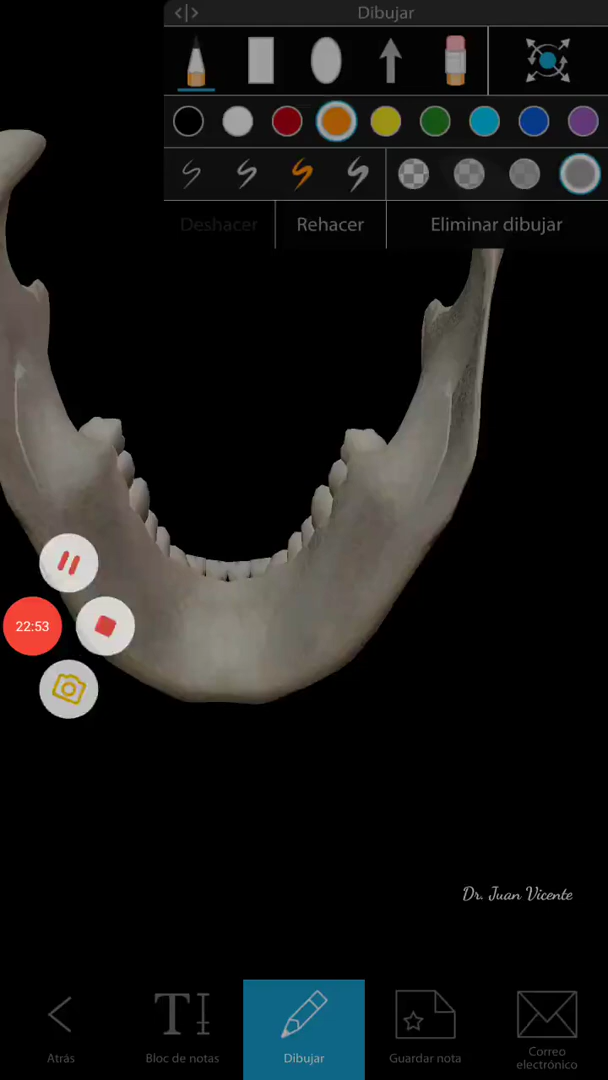 Dibujar
Deshacer
Rehacer
Eliminar dibujar
22:53
Dr. Juan Vicente
Atrás
Bloc de notas
Dibujar
Guardar nota
Correo
electrónico